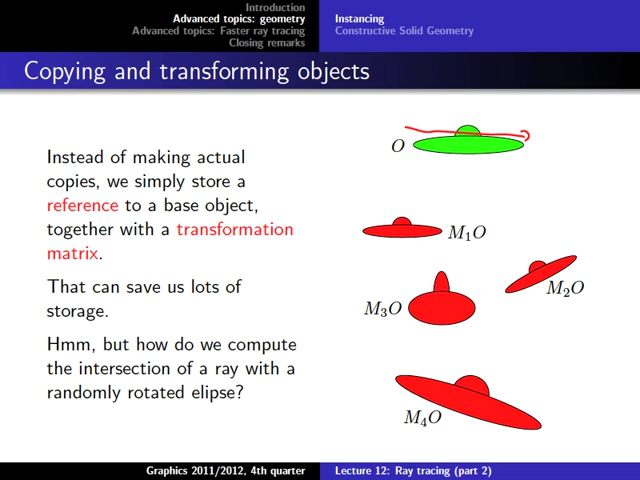 Introduction
Advanced topics: geometry
Advanced topics: Faster ray tracing
Closing remarks
Instancing
Constructive Solid Geometry
Copying and transforming objects
Instead of making actual
copies, we simply store a
reference to a base object,
together with a transformation
matrix.
That can save us lots of
storage.
Hmm, but how do we compute
the intersection of a ray with a
randomly rotated elipse?
O
M₁O
M₂O
M₃O
M₄O
Graphics 2011/2012, 4th quarter
Lecture 12: Ray tracing (part 2)